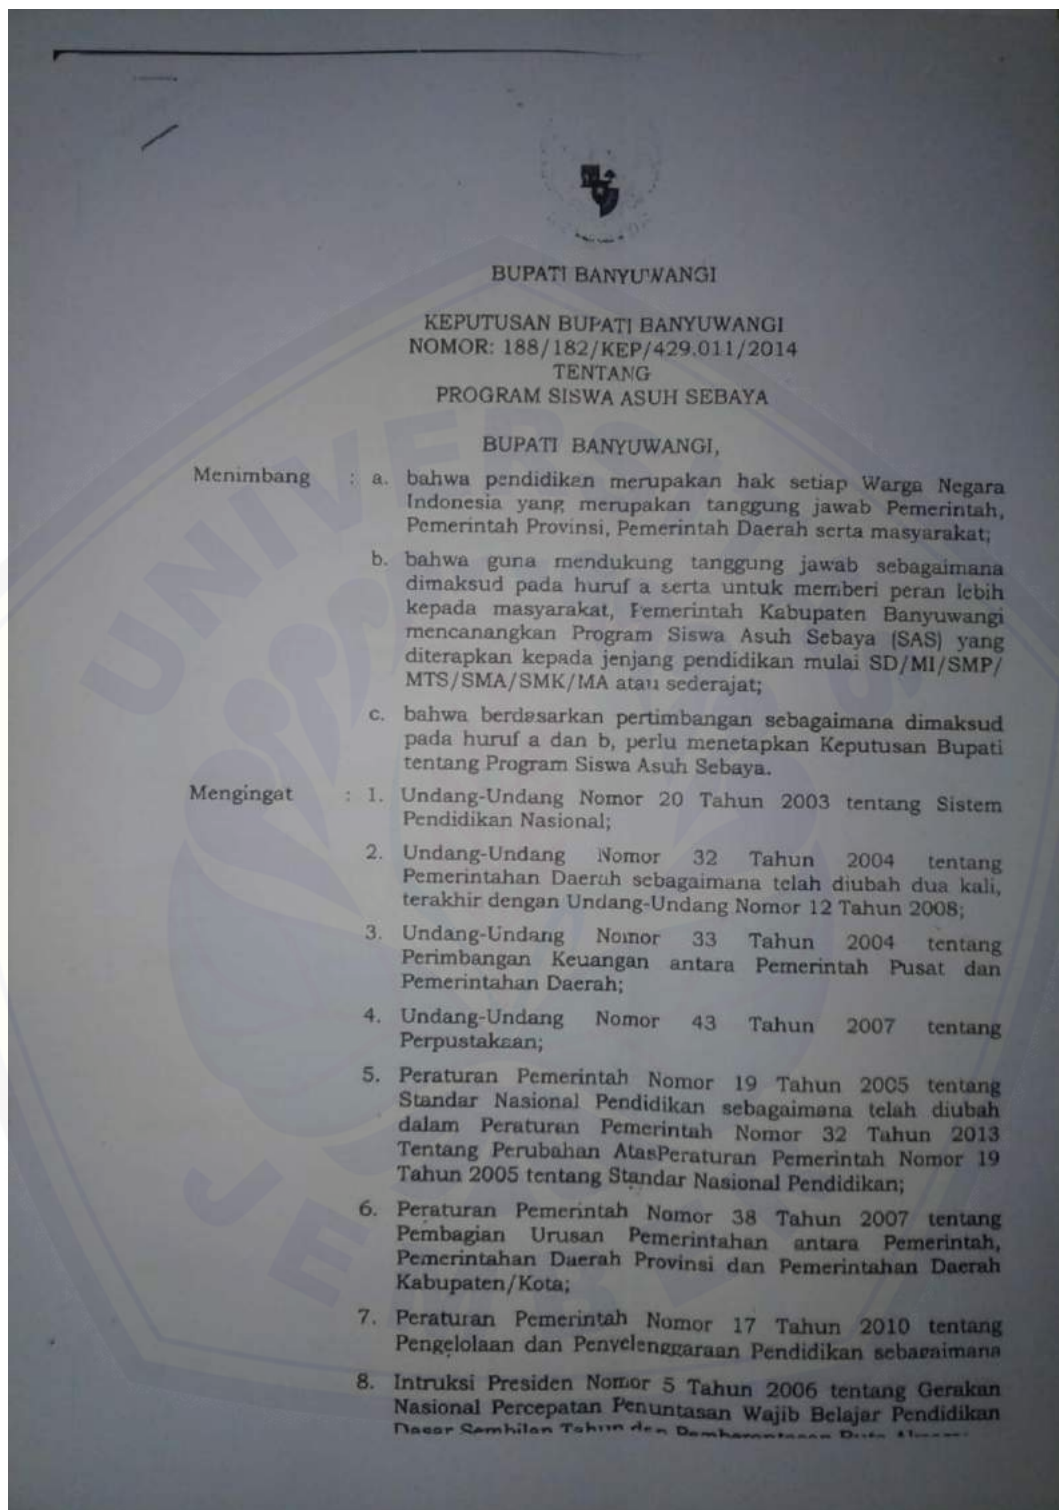 BUPATI BANYUWANGI
KEPUTUSAN BUPATI BANYUWANGI
NOMOR: 188/182/KEP/429.011/2014
TENTANG
PROGRAM SISWA ASUH SEBAYA
BUPATI BANYUWANGI,
Menimbang : a. bahwa pendidikan merupakan hak setiap Warga Negara
Indonesia yang merupakan tanggung jawab Pemerintah,
Pemerintah Provinsi, Pemerintah Daerah serta masyarakat;
b. bahwa guna mendukung tanggung jawab sebagaimana
dimaksud pada huruf a serta untuk memberi peran lebih
kepada masyarakat, Pemerintah Kabupaten Banyuwangi
mencanangkan Program Siswa Asuh Sebaya (SAS) yang
diterapkan kepada jenjang pendidikan mulai SD/MI/SMP/
MTS/SMA/SMK/MA atau sederajat;
c. bahwa berdasarkan pertimbangan sebagaimana dimaksud
pada huruf a dan b, perlu menetapkan Keputusan Bupati
tentang Program Siswa Asuh Sebaya.
Mengingat : 1. Undang-Undang Nomor 20 Tahun 2003 tentang Sistem
Pendidikan Nasional;
2. Undang-Undang Nomor 32 Tahun 2004 tentang
Pemerintahan Daerah sebagaimana telah diubah dua kali,
terakhir dengan Undang-Undang Nomor 12 Tahun 2008;
3. Undang-Undang Nomor 33 Tahun 2004 tentang
Perimbangan Keuangan antara Pemerintah Pusat dan
Pemerintahan Daerah;
4. Undang-Undang Nomor 43 Tahun 2007 tentang
Perpustakaan;
5. Peraturan Pemerintah Nomor 19 Tahun 2005 tentang
Standar Nasional Pendidikan sebagaimana telah diubah
dalam Peraturan Pemerintah Nomor 32 Tahun 2013
Tentang Perubahan AtasPeraturan Pemerintah Nomor 19
Tahun 2005 tentang Standar Nasional Pendidikan;
6. Peraturan Pemerintah Nomor 38 Tahun 2007 tentang
Pembagian Urusan Pemerintahan antara Pemerintah,
Pemerintahan Daerah Provinsi dan Pemerintahan Daerah
Kabupaten/Kota;
7. Peraturan Pemerintah Nomor 17 Tahun 2010 tentang
Pengelolaan dan Penyelenggaraan Pendidikan sebagaimana
8. Intruksi Presiden Nomor 5 Tahun 2006 tentang Gerakan
Nasional Percepatan Penuntasan Wajib Belajar Pendidikan
Dasar Sembilan Tahun dan Pemberantasan Buta
UNIVERSITAS
JEMBER